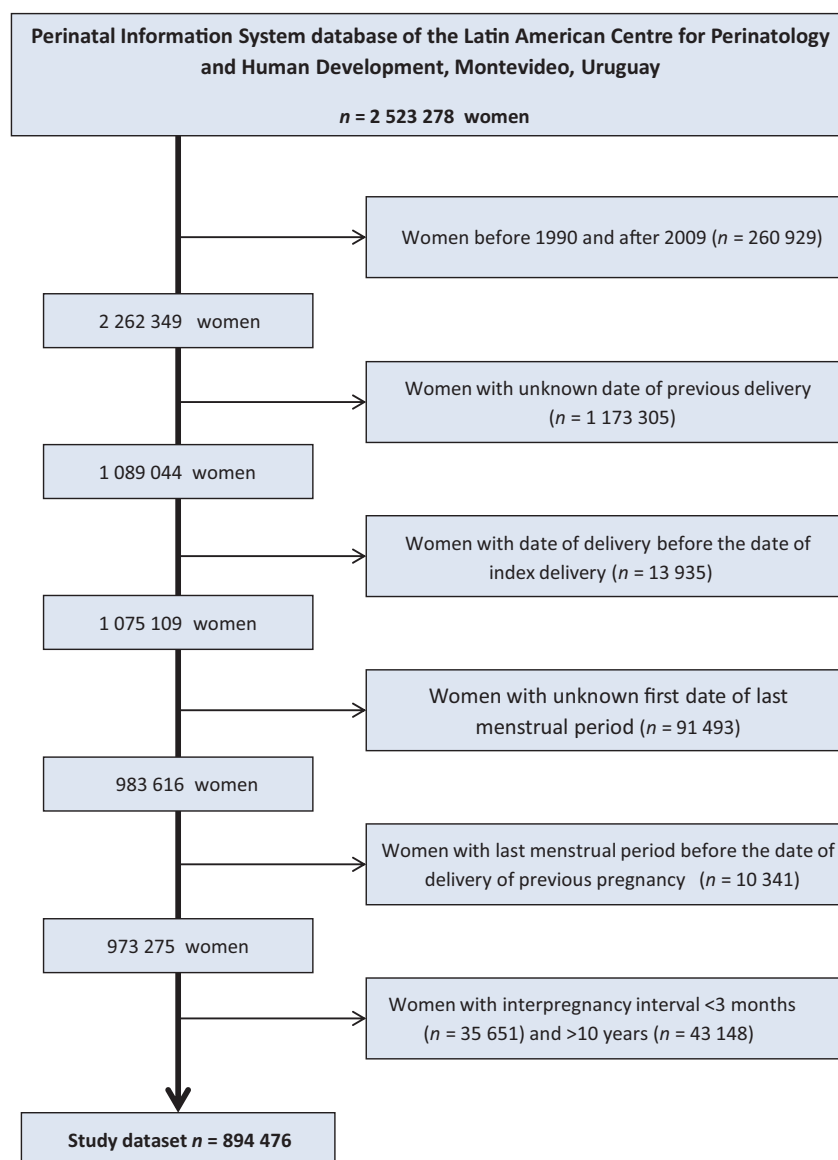 Perinatal Information System database of the Latin American Centre for Perinatology
and Human Development, Montevideo, Uruguay
n = 2 523 278 women
Women before 1990 and after 2009 (n = 260 929)
2 262 349 women
Women with unknown date of previous delivery
(n = 1 173 305)
1 089 044 women
Women with date of delivery before the date of
index delivery (n = 13 935)
1 075 109 women
Women with unknown first date of last
menstrual period (n = 91 493)
983 616 women
Women with last menstrual period before the date of
delivery of previous pregnancy (n = 10 341)
973 275 women
Women with interpregnancy interval <3 months
(n = 35 651) and >10 years (n = 43 148)
Study dataset n = 894 476